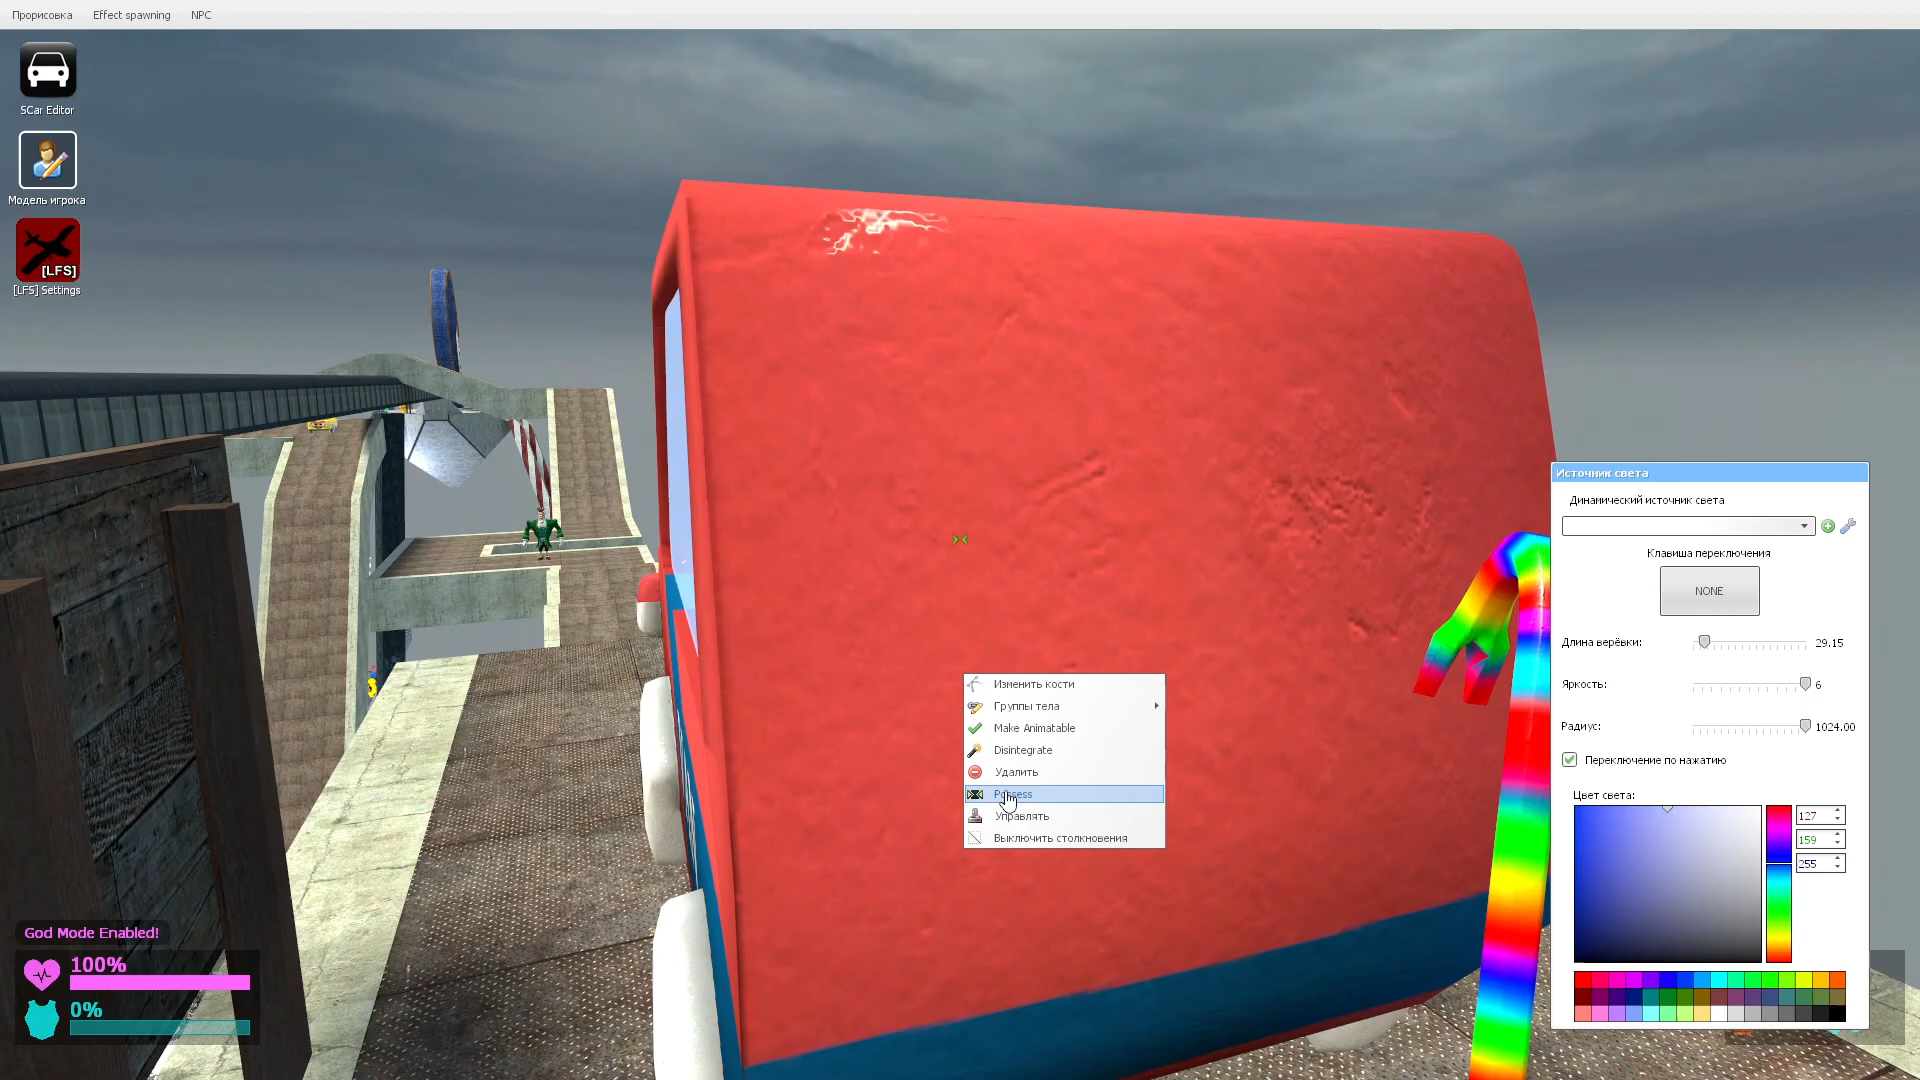 Прорисовка
Effect spawning
NPC
SCar Editor
Модель игрока
[LFS]
[LFS] Settings
Изменить кости
Группы тела
Make Animatable
Disintegrate
Удалить
Possess
Управлять
Выключить столкновения
Источник света
Динамический источник света
Клавиша переключения
NONE
Длина верёвки: 29.15
Яркость: 6
Радиус: 1024.00
Переключение по нажатию
Цвет света:
127
159
255
God Mode Enabled!
100%
0%